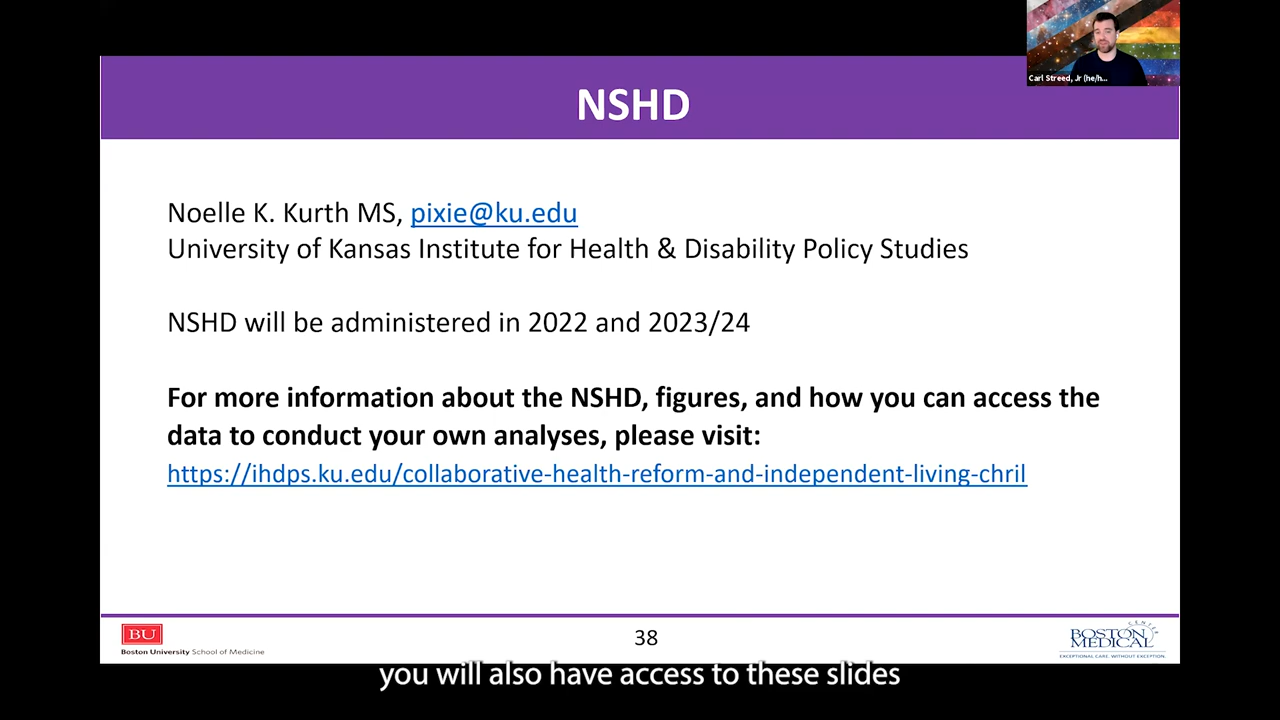 Carl Streed, Jr (he/h...
NSHD
Noelle K. Kurth MS, pixie@ku.edu
University of Kansas Institute for Health & Disability Policy Studies
NSHD will be administered in 2022 and 2023/24
For more information about the NSHD, figures, and how you can access the
data to conduct your own analyses, please visit:
https://ihdps.ku.edu/collaborative-health-reform-and-independent-living-chril
BU
Boston University School of Medicine
38
BOSTON
MEDICAL
CENTER
EXCEPTIONAL CARE. WITHOUT EXCEPTION.
you will also have access to these slides